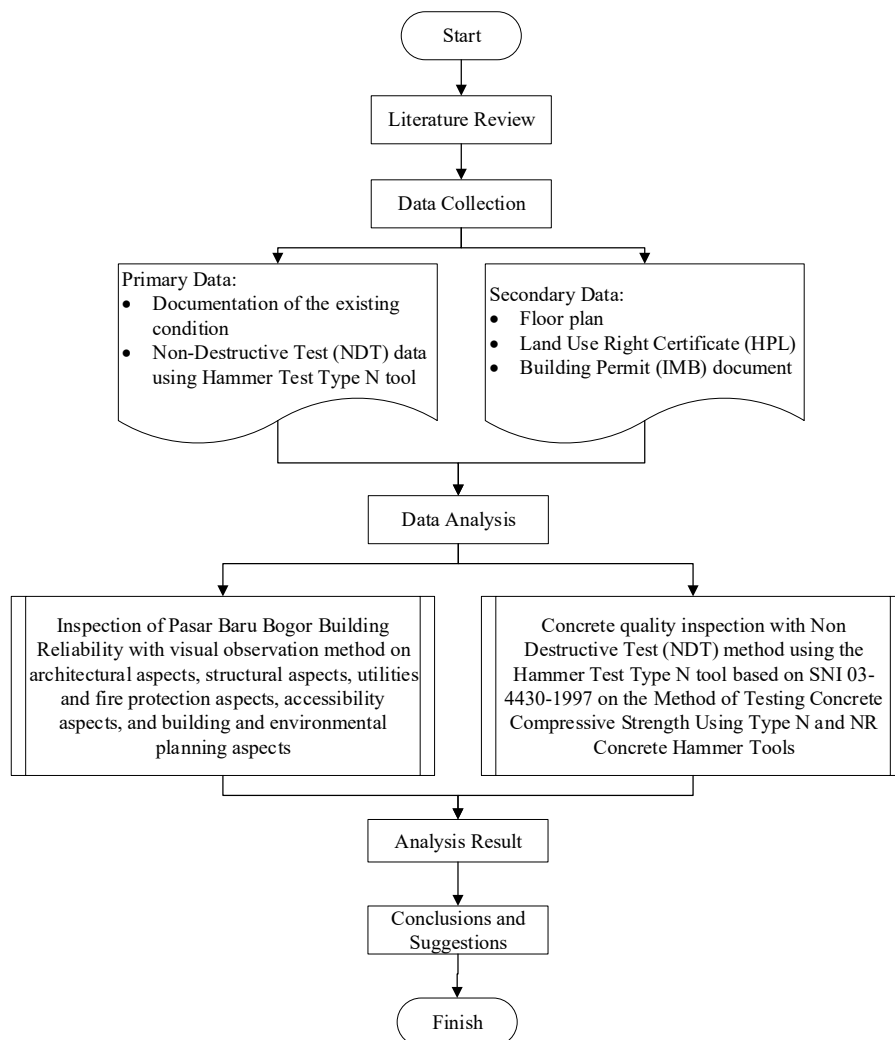 Start
Literature Review
Data Collection
Primary Data:
• Documentation of the existing
condition
• Non-Destructive Test (NDT) data
using Hammer Test Type N tool
Secondary Data:
• Floor plan
• Land Use Right Certificate (HPL)
• Building Permit (IMB) document
Data Analysis
Inspection of Pasar Baru Bogor Building
Reliability with visual observation method on
architectural aspects, structural aspects, utilities
and fire protection aspects, accessibility
aspects, and building and environmental
planning aspects
Concrete quality inspection with Non
Destructive Test (NDT) method using the
Hammer Test Type N tool based on SNI 03-
4430-1997 on the Method of Testing Concrete
Compressive Strength Using Type N and NR
Concrete Hammer Tools
Analysis Result
Conclusions and
Suggestions
Finish